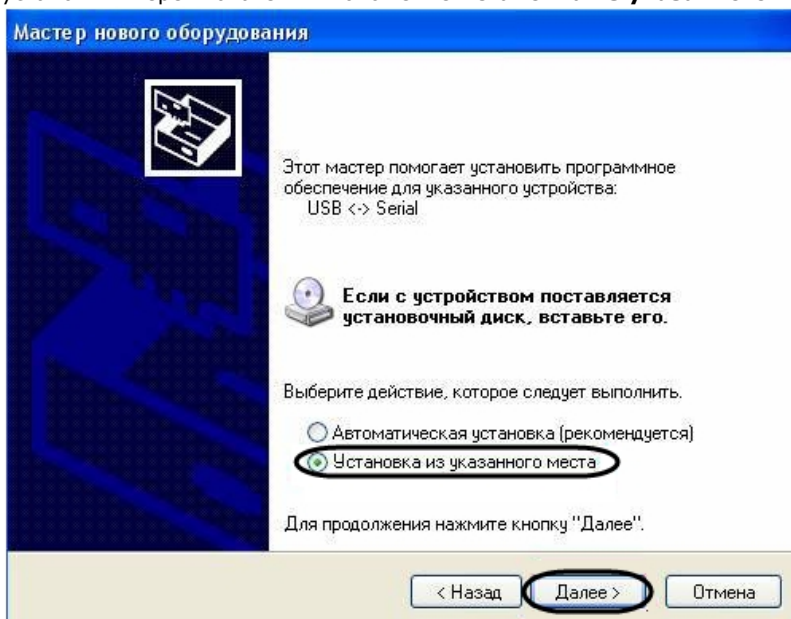 Мастер нового оборудования
Этот мастер помогает установить программное
обеспечение для указанного устройства:
USB <-> Serial
Если с устройством поставляется
установочный диск, вставьте его.
Выберите действие, которое следует выполнить.
Автоматическая установка (рекомендуется)
Установка из указанного места
Для продолжения нажмите кнопку "Далее".
< Назад
Далее >
Отмена